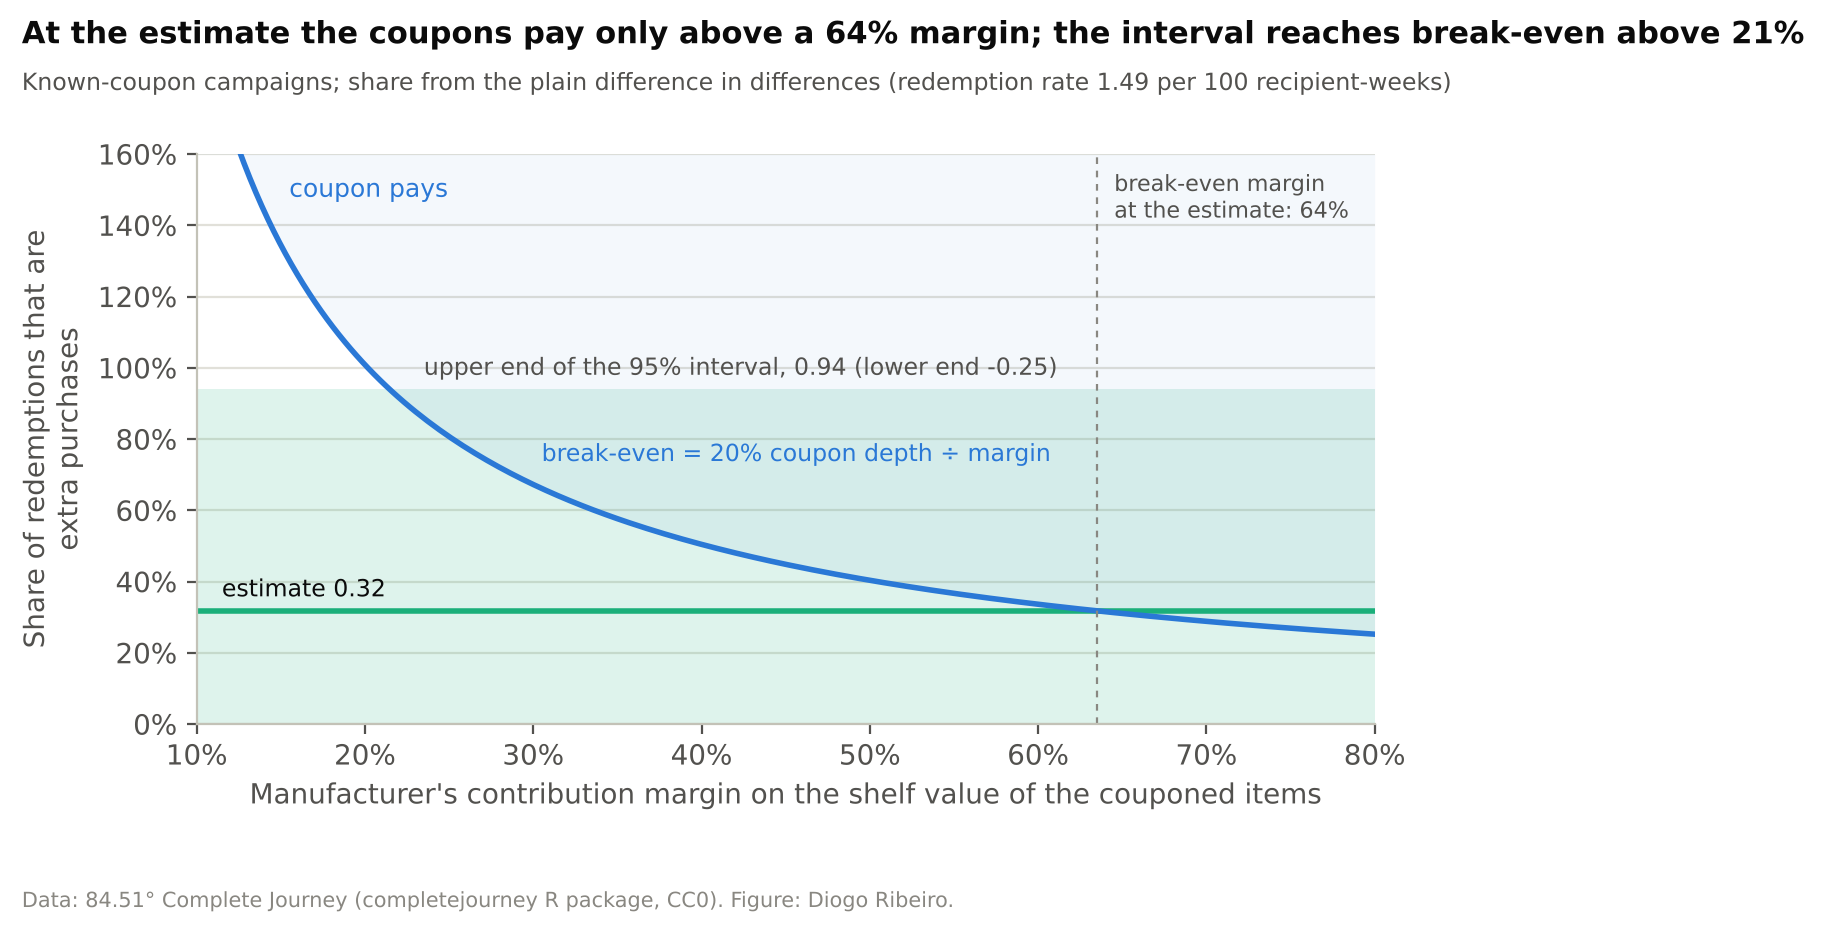 At the estimate the coupons pay only above a 64% margin; the interval reaches break-even above 21%
Known-coupon campaigns; share from the plain difference in differences (redemption rate 1.49 per 100 recipient-weeks)
160%
140%
120%
100%
80%
60%
40%
20%
0%
Share of redemptions that are
extra purchases
coupon pays
break-even margin
at the estimate: 64%
upper end of the 95% interval, 0.94 (lower end -0.25)
break-even = 20% coupon depth ÷ margin
estimate 0.32
10%
20%
30%
40%
50%
60%
70%
80%
Manufacturer's contribution margin on the shelf value of the couponed items
Data: 84.51° Complete Journey (completejourney R package, CC0). Figure: Diogo Ribeiro.